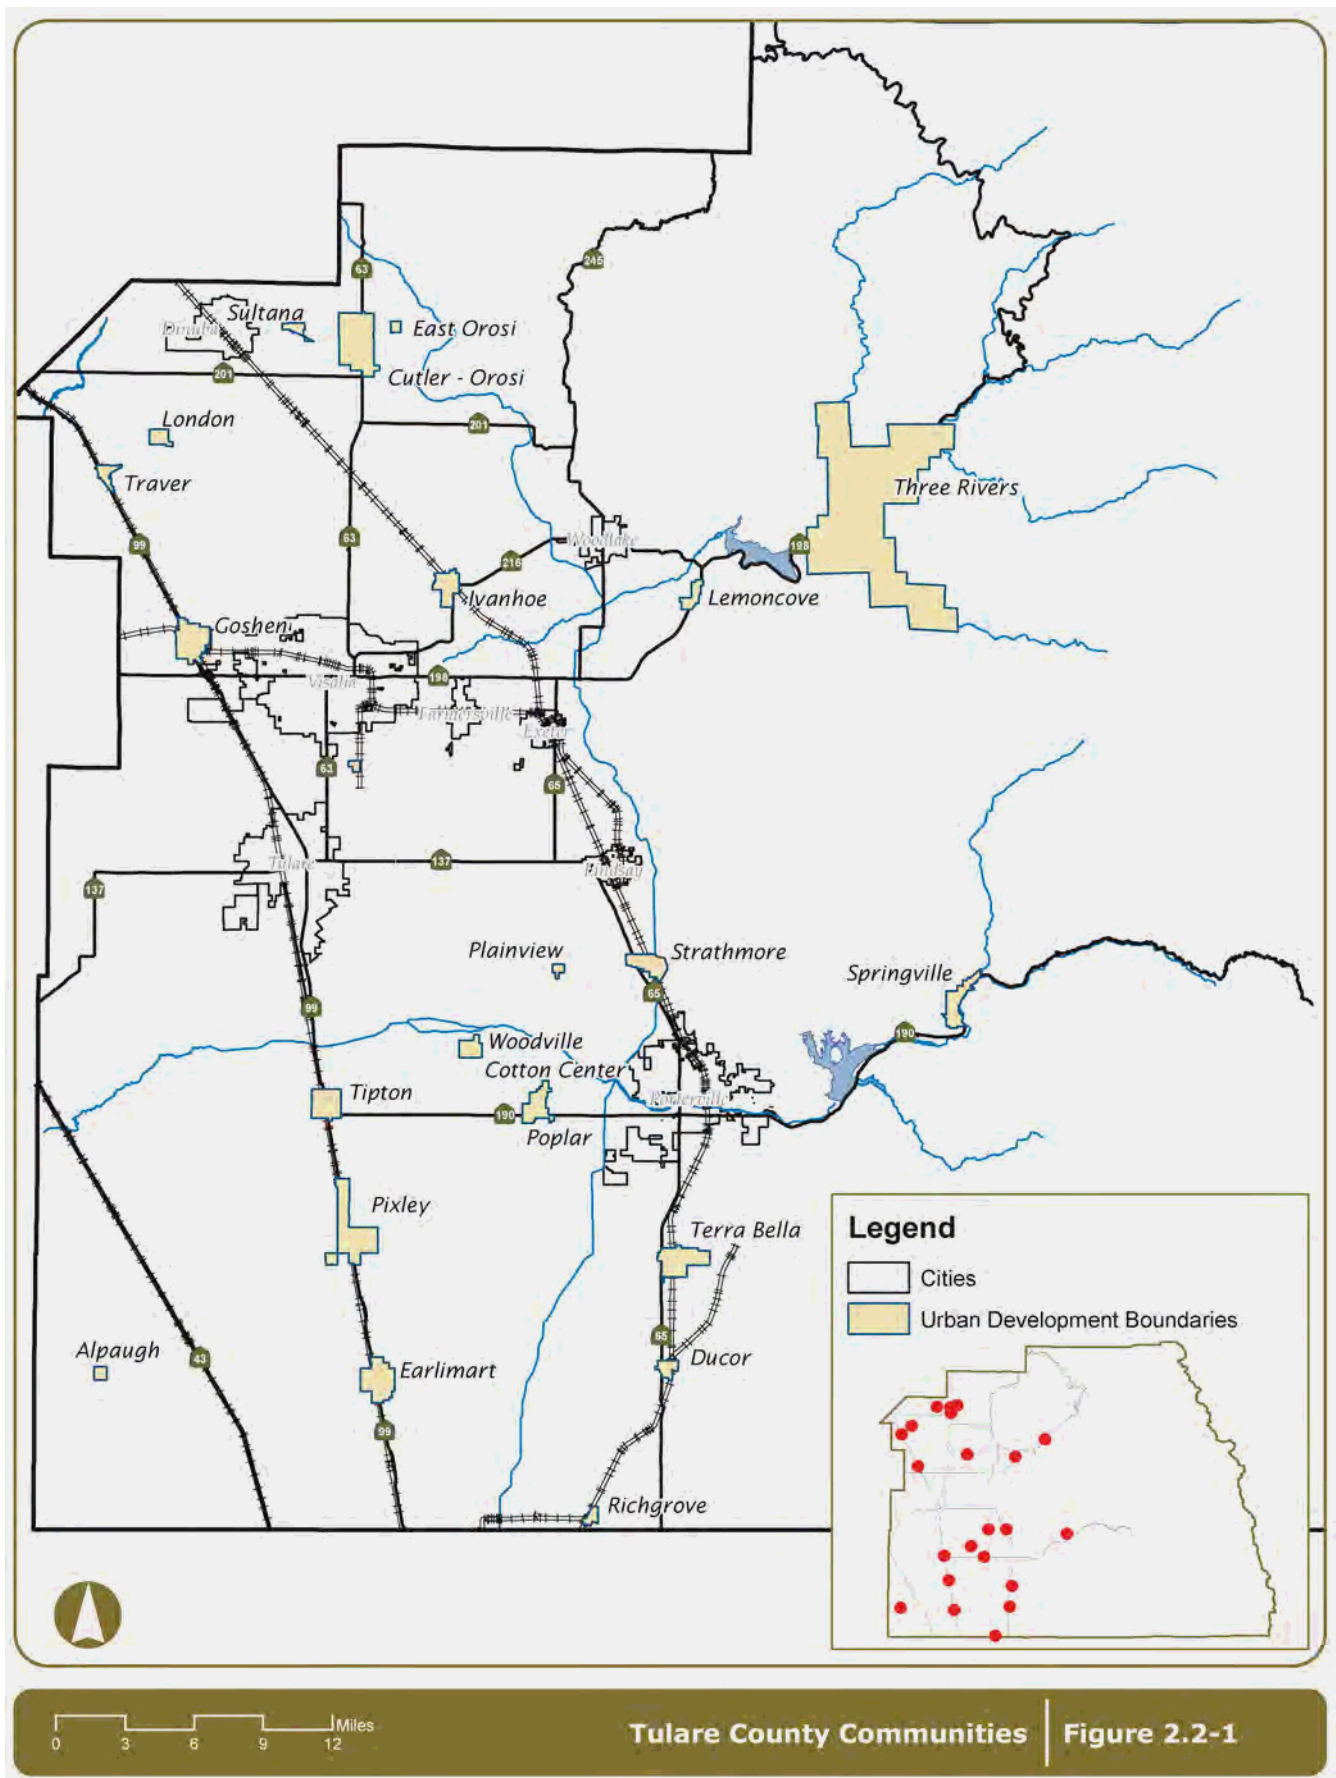 63
245
Sultana
Dinuba
East Orosi
201
Cutler - Orosi
London
201
Traver
Three Rivers
99
63
Woodlake
198
216
Ivanhoe
Lemoncove
Goshen
Visalia
198
Farmersville
Exeter
63
65
Tulare
137
Lindsay
137
Plainview
Strathmore
Springville
65
99
190
Woodville
Cotton Center
Tipton
Porterville
190
Poplar
Pixley
Terra Bella
Legend
Cities
Urban Development Boundaries
65
Alpaugh
43
Ducor
Earlimart
99
Richgrove
Miles
0 3 6 9 12
Tulare County Communities
Figure 2.2-1